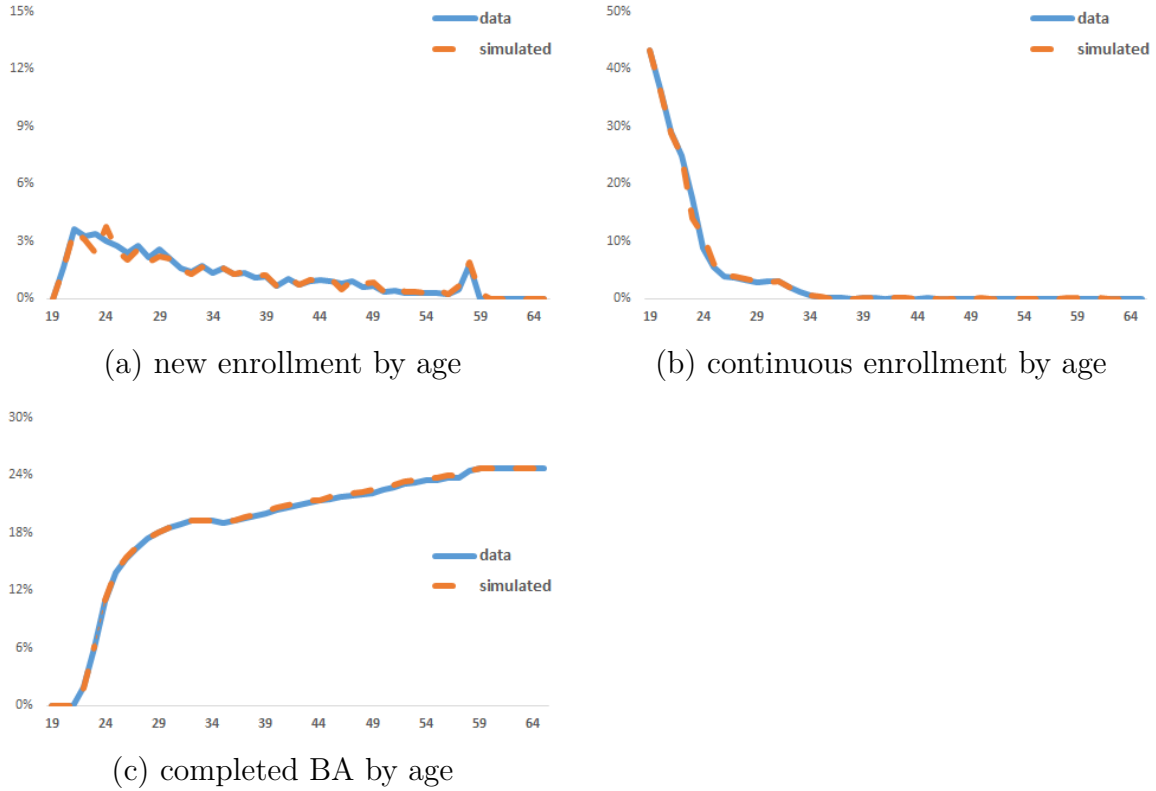 15%
12%
9%
6%
3%
0%
19 24 29 34 39 44 49 54 59 64
data
simulated
(a) new enrollment by age
50%
40%
30%
20%
10%
0%
19 24 29 34 39 44 49 54 59 64
data
simulated
(b) continuous enrollment by age
30%
24%
18%
12%
6%
0%
19 24 29 34 39 44 49 54 59 64
data
simulated
(c) completed BA by age